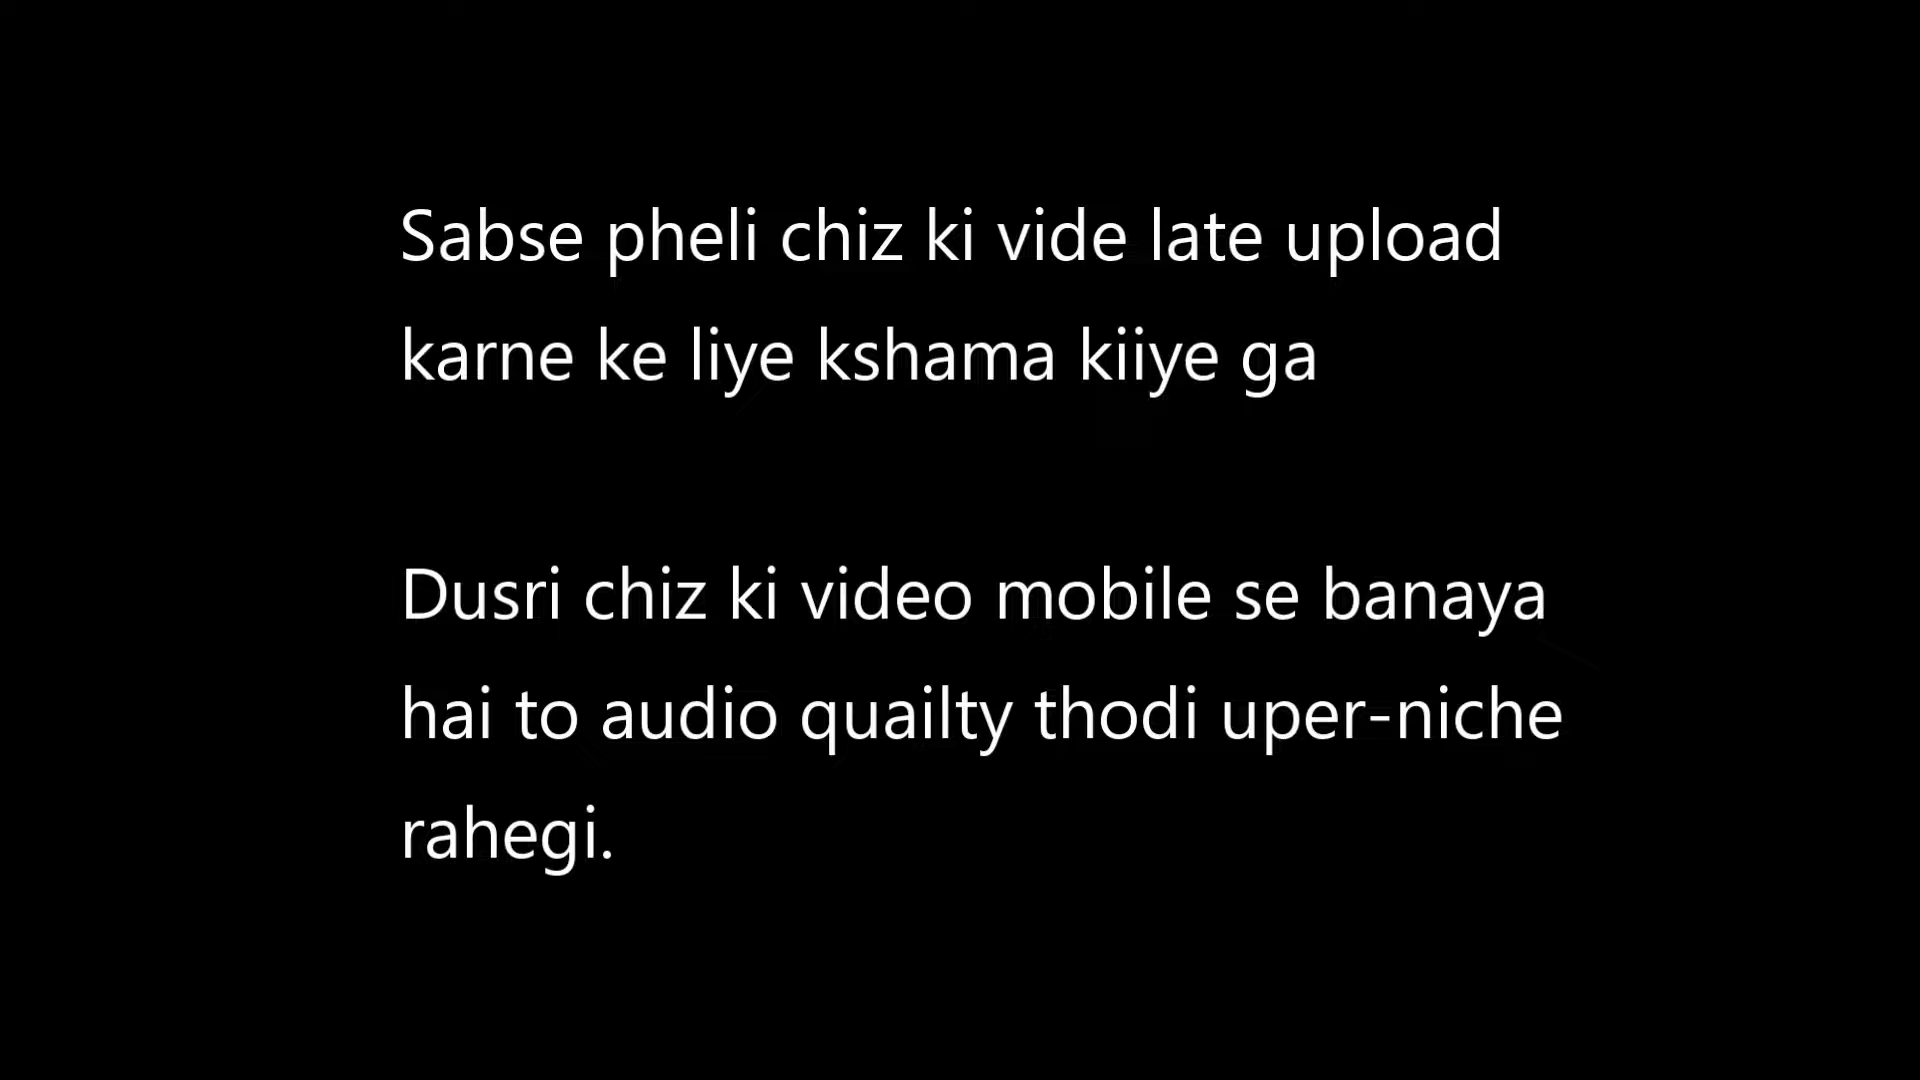 Sabse pheli chiz ki vide late upload
karne ke liye kshama kiiye ga
Dusri chiz ki video mobile se banaya
hai to audio quailty thodi uper-niche
rahegi.